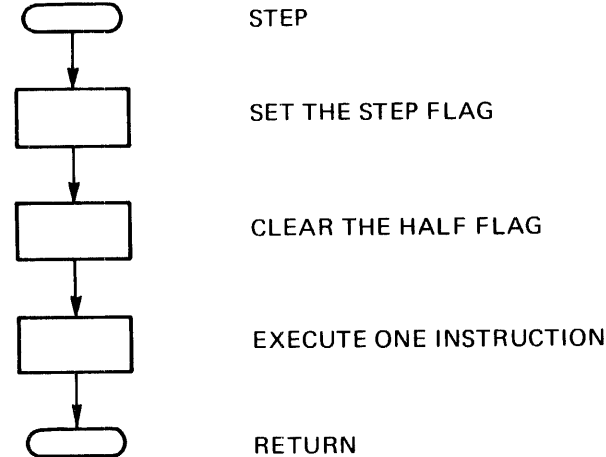 STEP
SET THE STEP FLAG
CLEAR THE HALF FLAG
EXECUTE ONE INSTRUCTION
RETURN